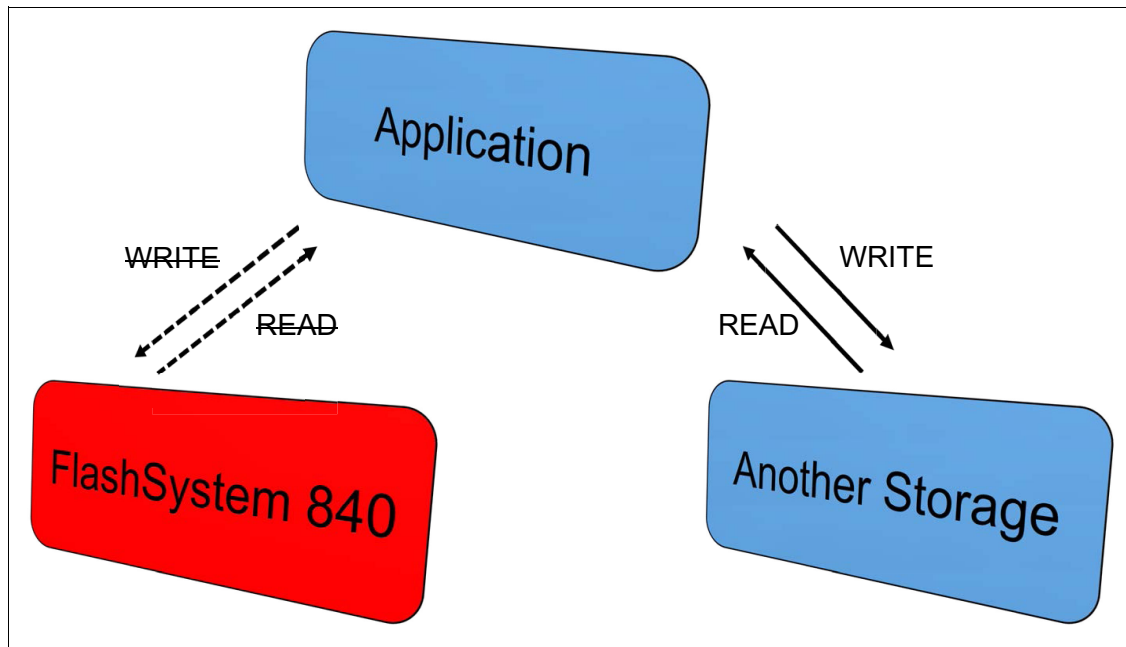 Application
WRITE
WRITE
READ
READ
FlashSystem 840
Another Storage